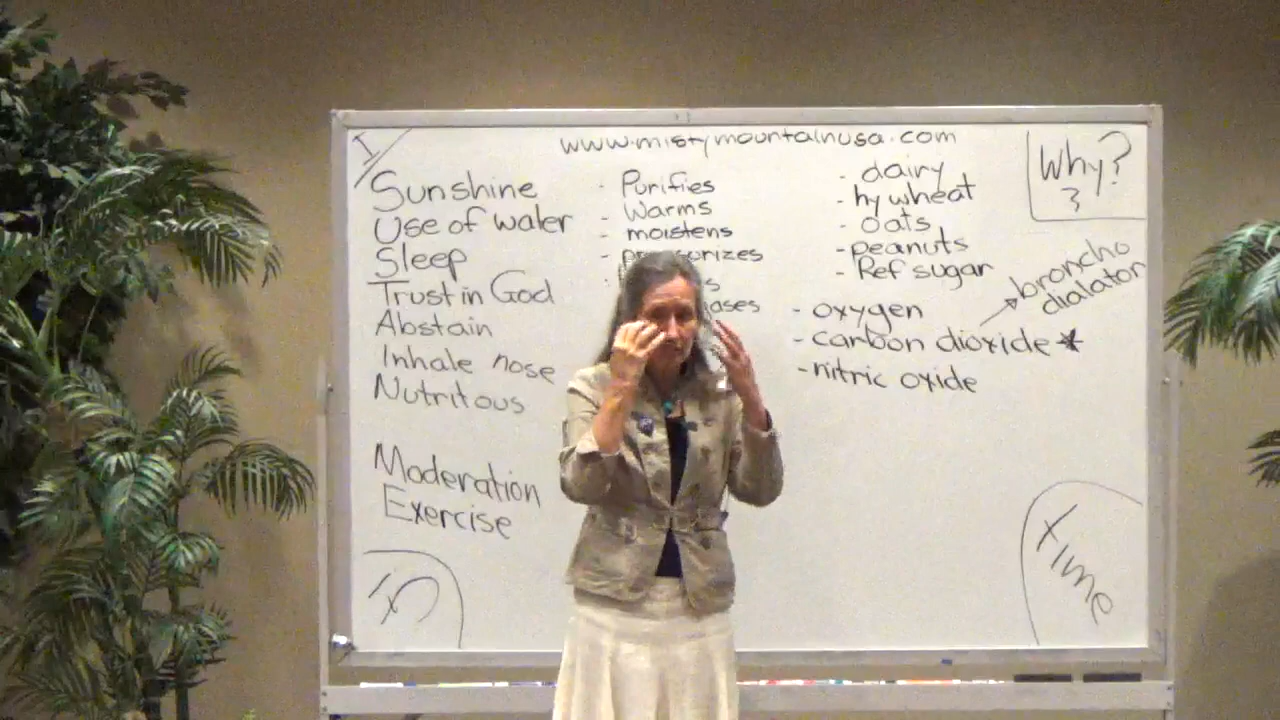 I
www.mistymountainusa.com
Why?
3
Sunshine
Use of water
Sleep
Trust in God
Abstain
Inhale nose
Nutritous
Moderation
Exercise
- Purifies
- Warms
- moistens
- dairy
- hy wheat
- oats
- peanuts
- Ref sugar
- oxygen
- carbon dioxide *
broncho
dialator
- nitric oxide
time